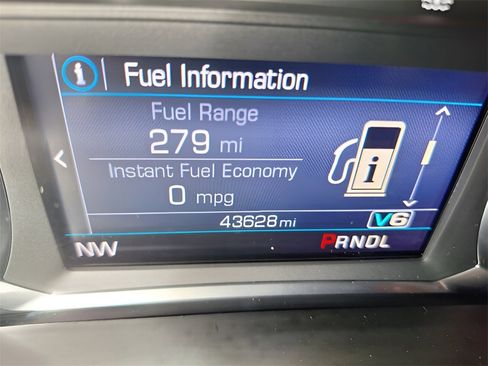 i Fuel Information
Fuel Range
279 mi
Instant Fuel Economy
0 mpg
i
43628 mi V6
NW PRNDL